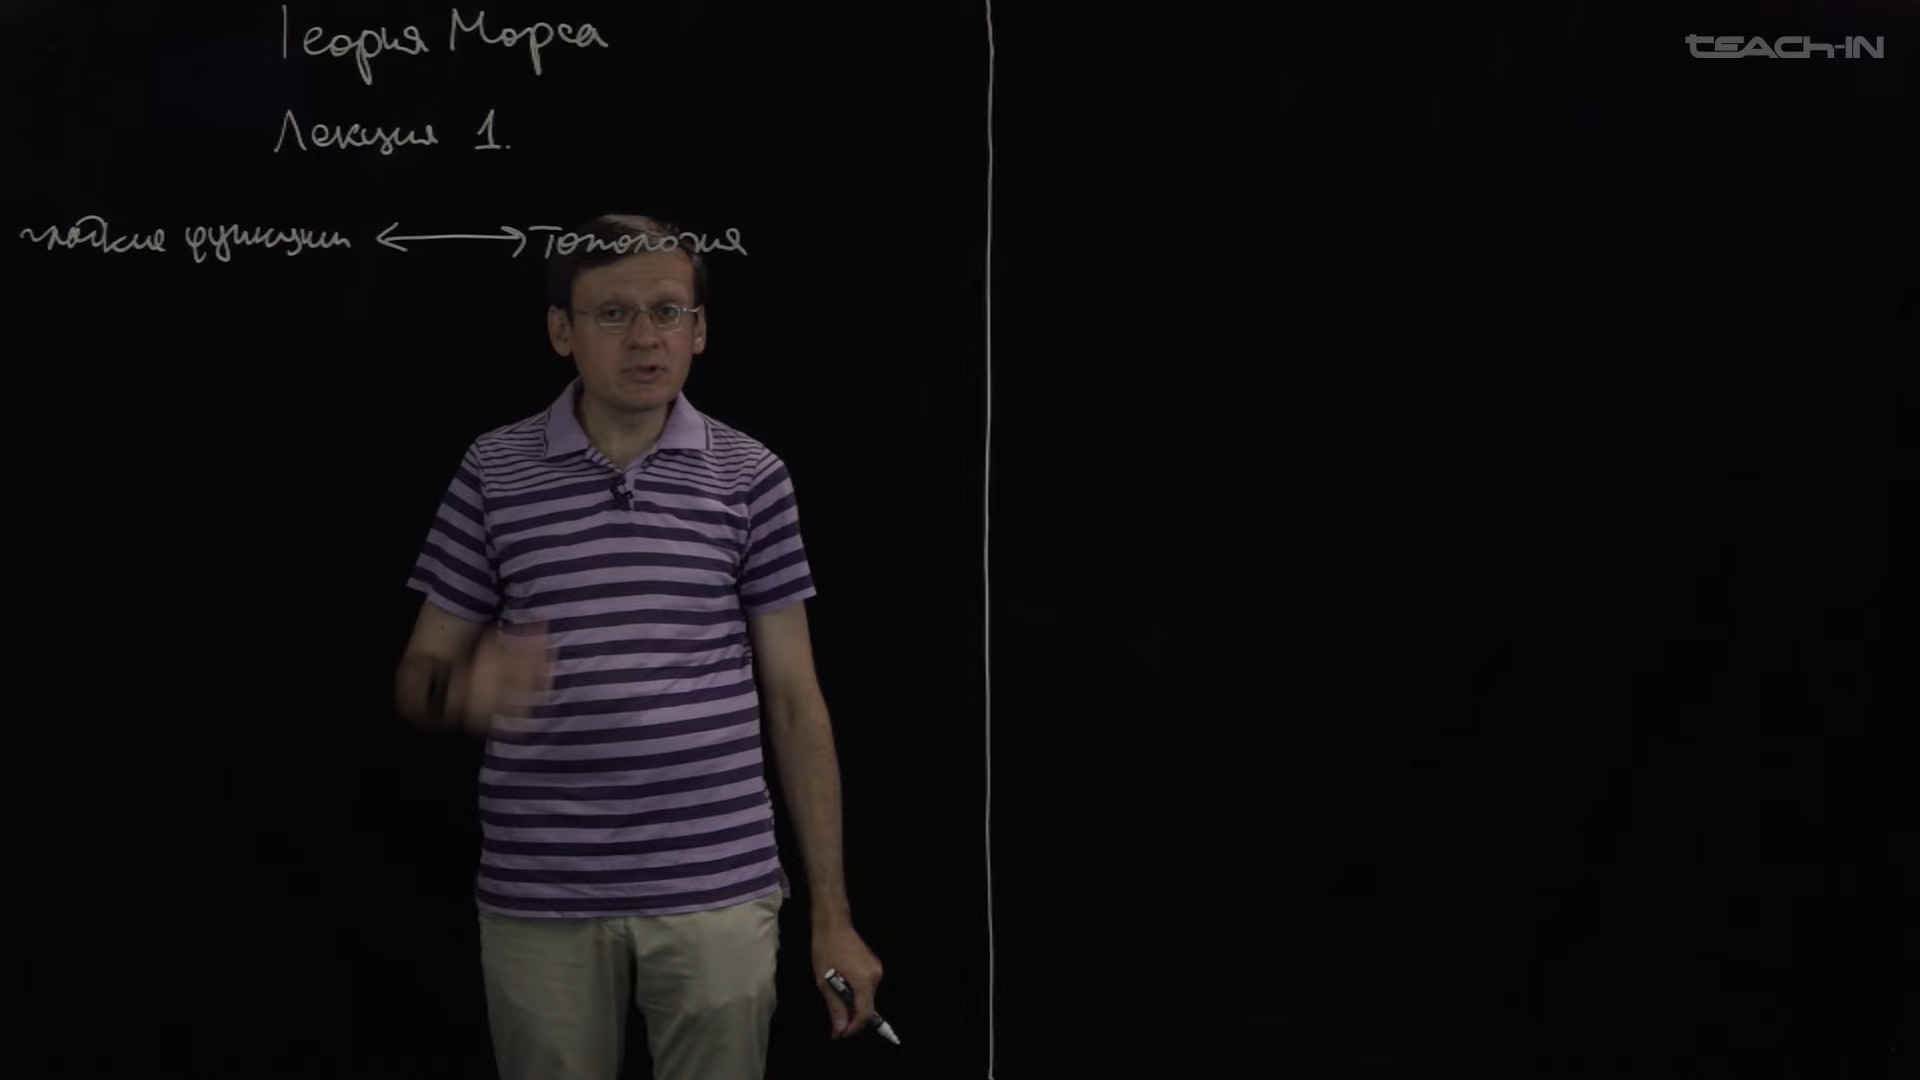 Теория Морса
TEACH-IN
Лекция 1.
гладкие функции ⟷ Топология